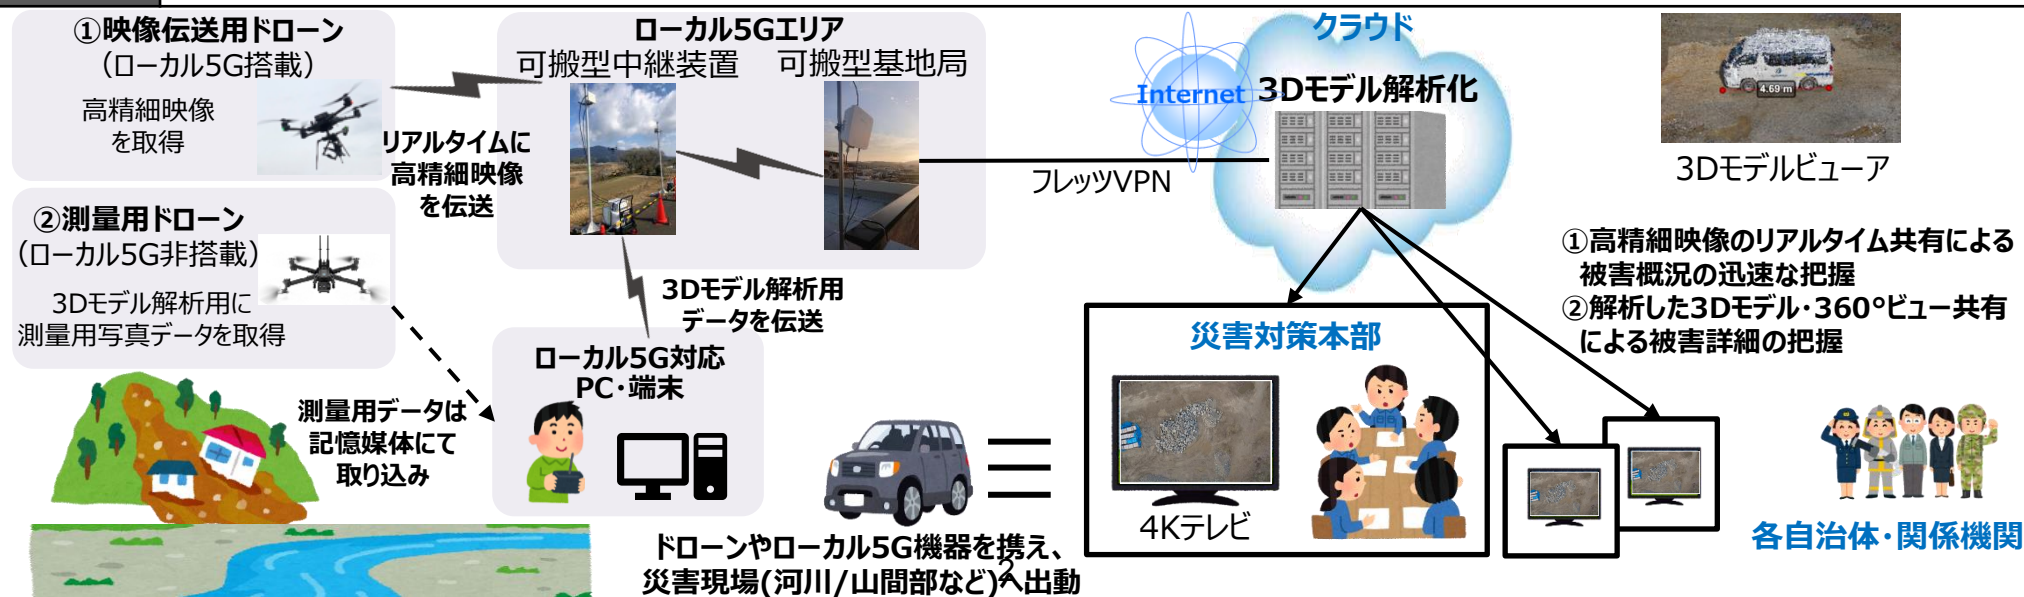 ①映像伝送用ドローン
（ローカル5G搭載）
高精細映像
を取得
リアルタイムに
高精細映像
を伝送
②測量用ドローン
（ローカル5G非搭載）
3Dモデル解析用に
測量用写真データを取得
測量用データは
記憶媒体にて
取り込み
ローカル5Gエリア
可搬型中継装置
可搬型基地局
3Dモデル解析用
データを伝送
ローカル5G対応
PC・端末
ドローンやローカル5G機器を携え、
災害現場(河川/山間部など)へ出動
2
フレッツVPN
Internet
クラウド
3Dモデル解析化
4.69 m
3Dモデルビューア
①高精細映像のリアルタイム共有による
被害概況の迅速な把握
②解析した3Dモデル・360°ビュー共有
による被害詳細の把握
災害対策本部
4Kテレビ
各自治体・関係機関